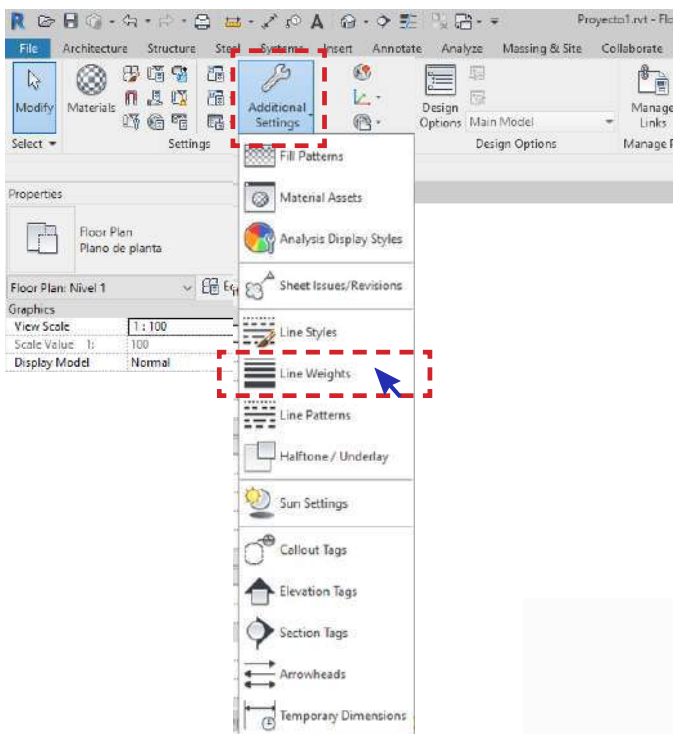 Proyecto1.rvt - Flo
File Architecture Structure Steel Systems Insert Annotate Analyze Massing & Site Collaborate
Modify
Materials
Additional
Settings
Design
Options
Main Model
Manage
Links
Select
Settings
Design Options
Manage P
Properties
Floor Plan
Plano de planta
Floor Plan: Nivel 1
Graphics
View Scale 1 : 100
Scale Value 1: 100
Display Model Normal
Fill Patterns
Material Assets
Analysis Display Styles
Sheet Issues/Revisions
Line Styles
Line Weights
Line Patterns
Halftone / Underlay
Sun Settings
Callout Tags
Elevation Tags
Section Tags
Arrowheads
Temporary Dimensions